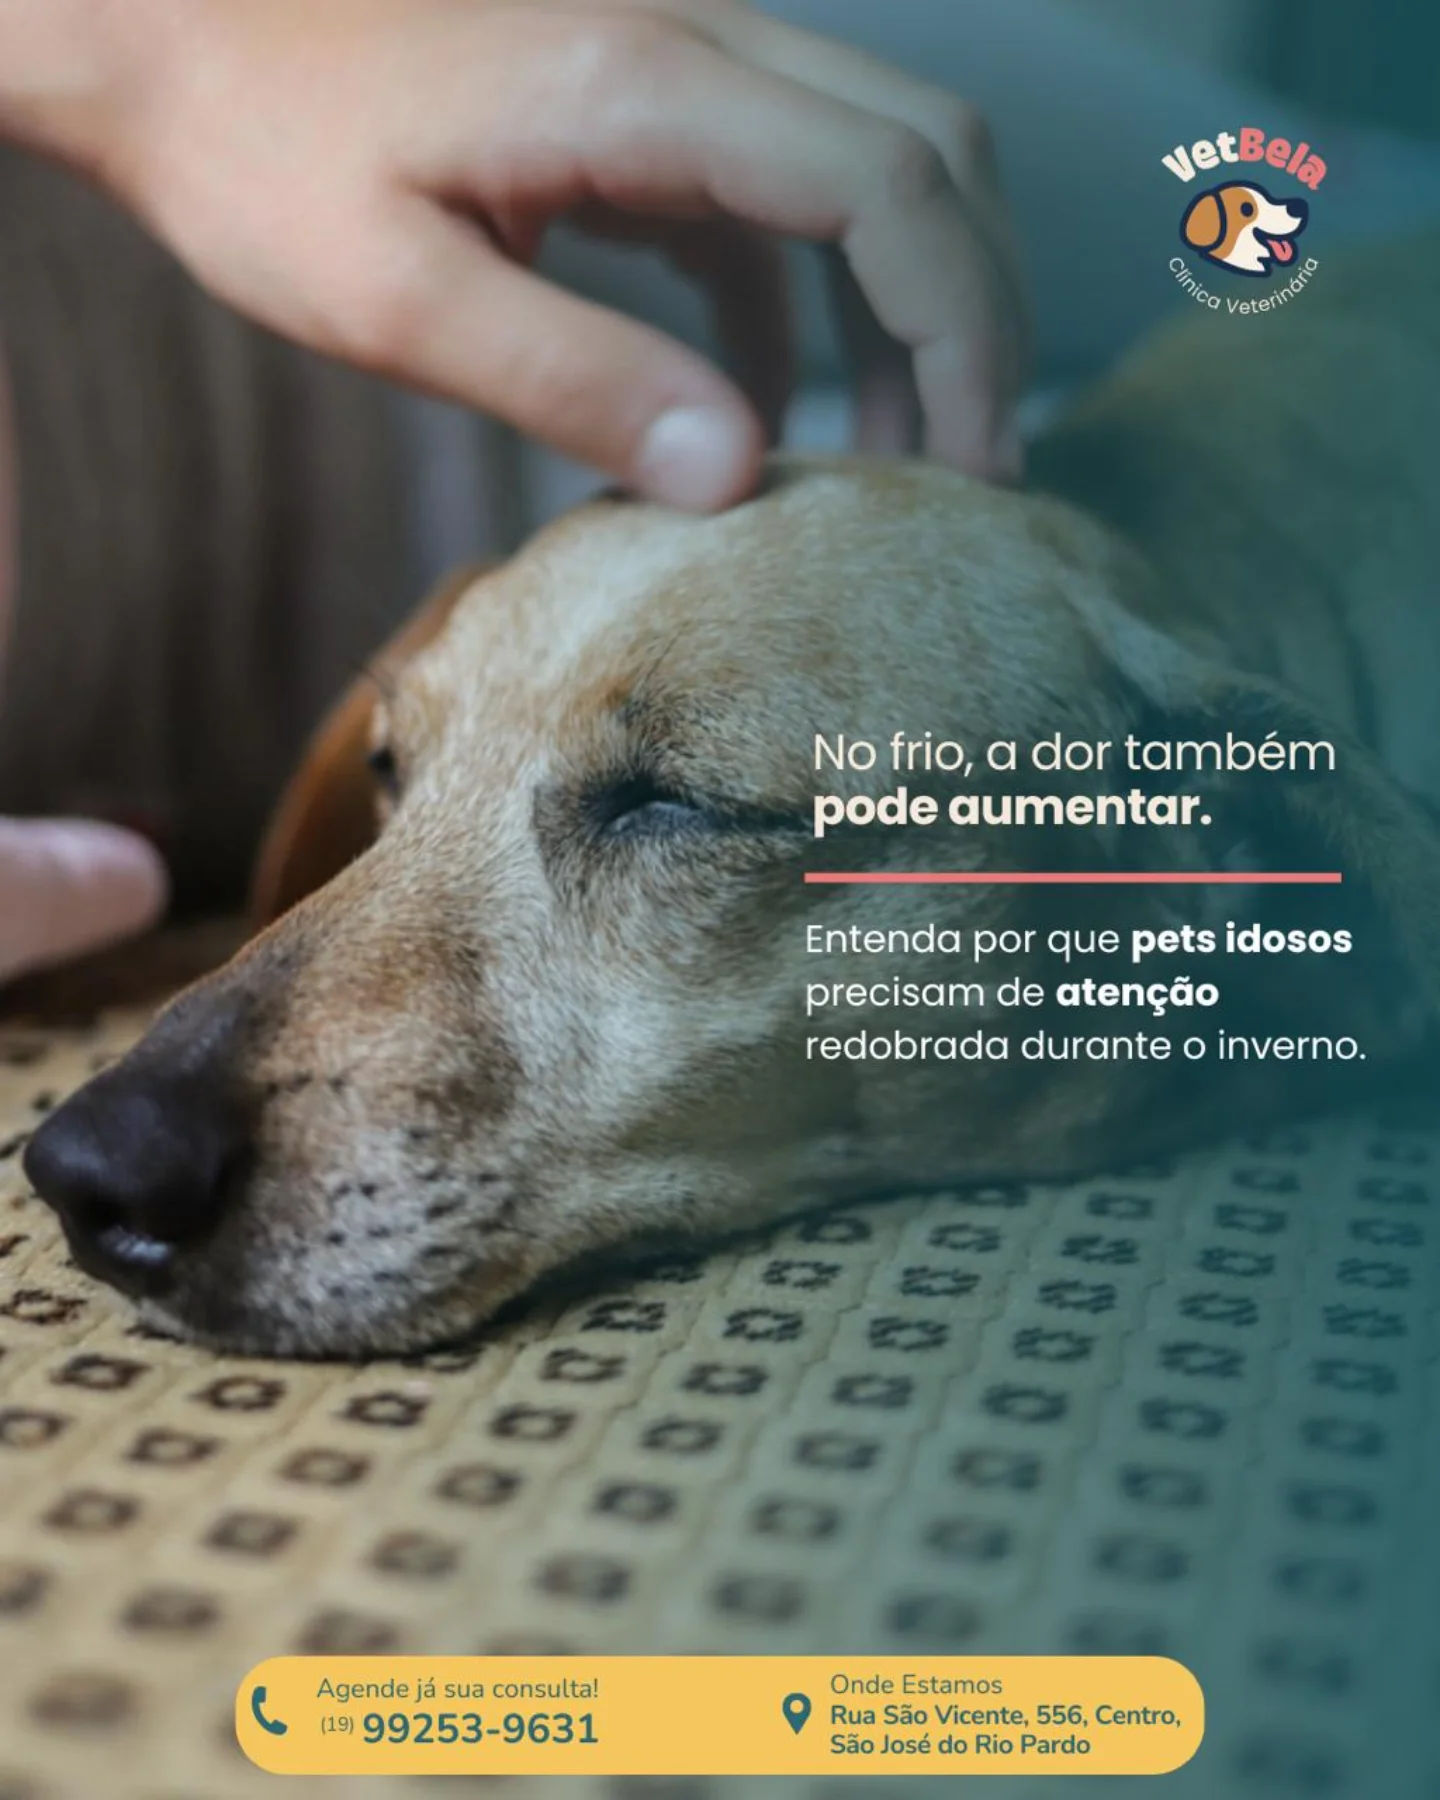 VetBela
Clínica Veterinária
No frio, a dor também
pode aumentar.
Entenda por que pets idosos
precisam de atenção
redobrada durante o inverno.
Agende já sua consulta!
(19) 99253-9631
Onde Estamos
Rua São Vicente, 556, Centro,
São José do Rio Pardo